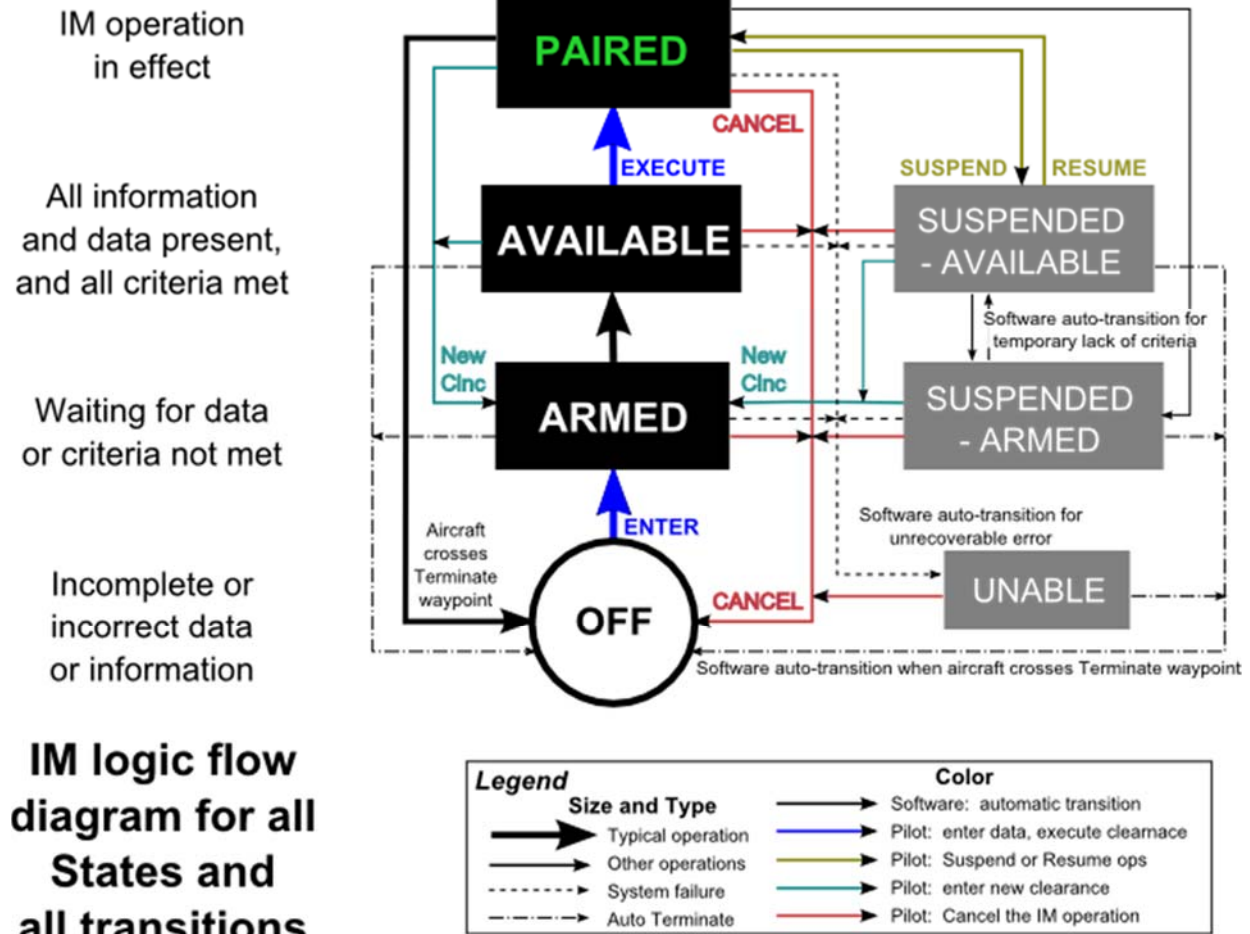 IM operation
in effect
PAIRED
CANCEL
EXECUTE
SUSPEND
RESUME
All information
and data present,
and all criteria met
AVAILABLE
SUSPENDED
- AVAILABLE
Software auto-transition for
temporary lack of criteria
New
Clnc
New
Clnc
Waiting for data
or criteria not met
ARMED
SUSPENDED
- ARMED
ENTER
Aircraft
crosses
Terminate
waypoint
Software auto-transition for
unrecoverable error
Incomplete or
incorrect data
or information
OFF
CANCEL
UNABLE
Software auto-transition when aircraft crosses Terminate waypoint
IM logic flow
diagram for all
States and
all transitions
Legend
Size and Type
Typical operation
Other operations
System failure
Auto Terminate
Color
Software: automatic transition
Pilot: enter data, execute clearnace
Pilot: Suspend or Resume ops
Pilot: enter new clearance
Pilot: Cancel the IM operation